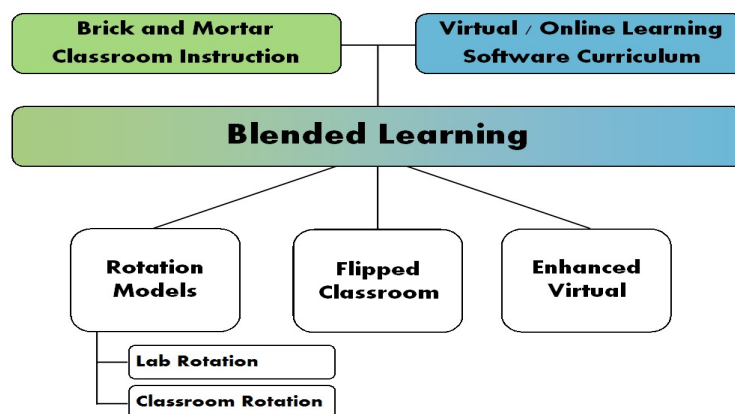 Brick and Mortar
Classroom Instruction
Virtual / Online Learning
Software Curriculum
Blended Learning
Rotation
Models
Flipped
Classroom
Enhanced
Virtual
Lab Rotation
Classroom Rotation